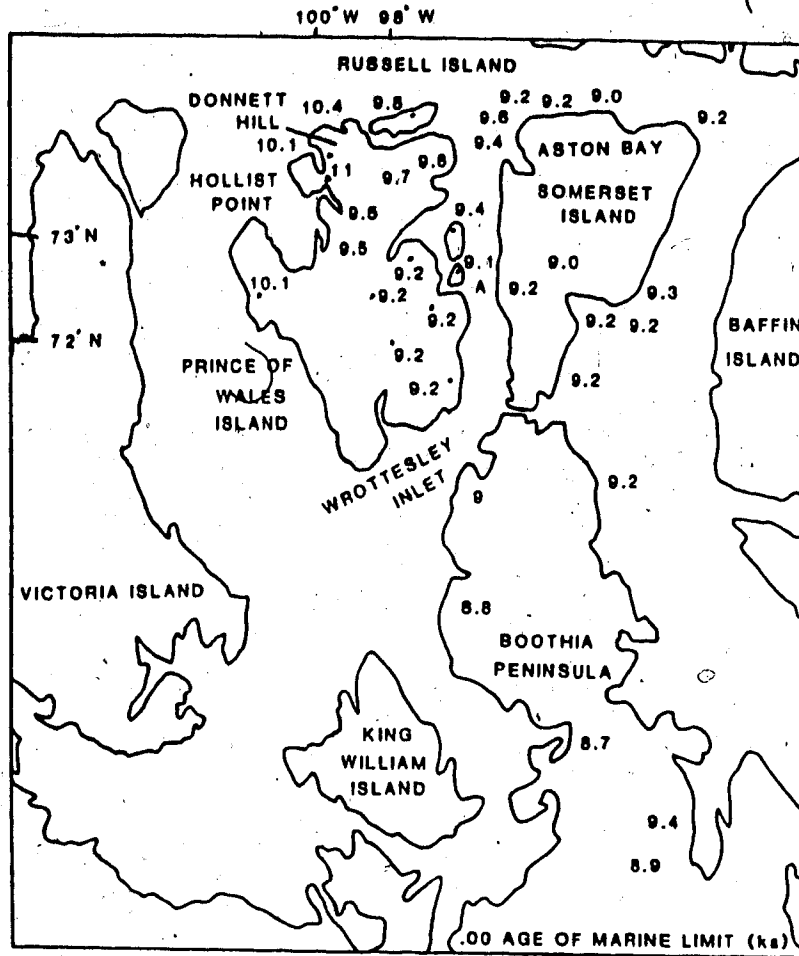 100°W 98°W
RUSSELL ISLAND
DONNETT
HILL
10.4
9.8
9.2
9.2
9.0
9.6
9.2
9.4
10.1
11
9.7
9.8
ASTON BAY
HOLLIST
POINT
SOMERSET
ISLAND
9.5
9.4
73°N
9.5
9.1
9.0
10.1
9.2
A
9.2
9.2
9.3
9.2
9.2
9.2
BAFFIN
ISLAND
72°N
9.2
PRINCE OF
WALES
ISLAND
9.2
9.2
WROTTESLEY
INLET
9
9.2
VICTORIA ISLAND
8.8
BOOTHIA
PENINSULA
KING
WILLIAM
ISLAND
8.7
9.4
8.9
.00 AGE OF MARINE LIMIT (ka)